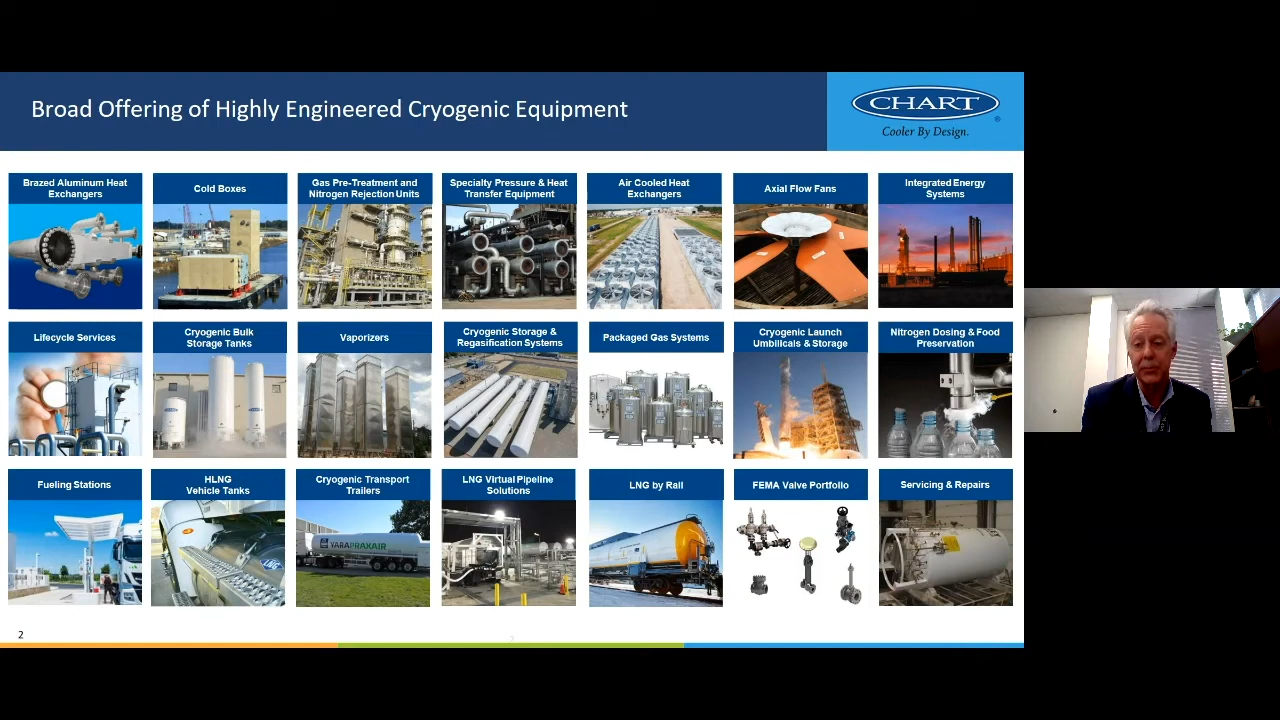 Broad Offering of Highly Engineered Cryogenic Equipment
CHART
®
Cooler By Design.
Brazed Aluminum Heat
Exchangers
Cold Boxes
Gas Pre-Treatment and
Nitrogen Rejection Units
Specialty Pressure & Heat
Transfer Equipment
Air Cooled Heat
Exchangers
Axial Flow Fans
Integrated Energy
Systems
Lifecycle Services
Cryogenic Bulk
Storage Tanks
Vaporizers
Cryogenic Storage &
Regasification Systems
Packaged Gas Systems
Cryogenic Launch
Umbilicals & Storage
Nitrogen Dosing & Food
Preservation
Fueling Stations
HLNG
Vehicle Tanks
Cryogenic Transport
Trailers
LNG Virtual Pipeline
Solutions
LNG by Rail
FEMA Valve Portfolio
Servicing & Repairs
LNG
YARAPRAXAIR
2
2